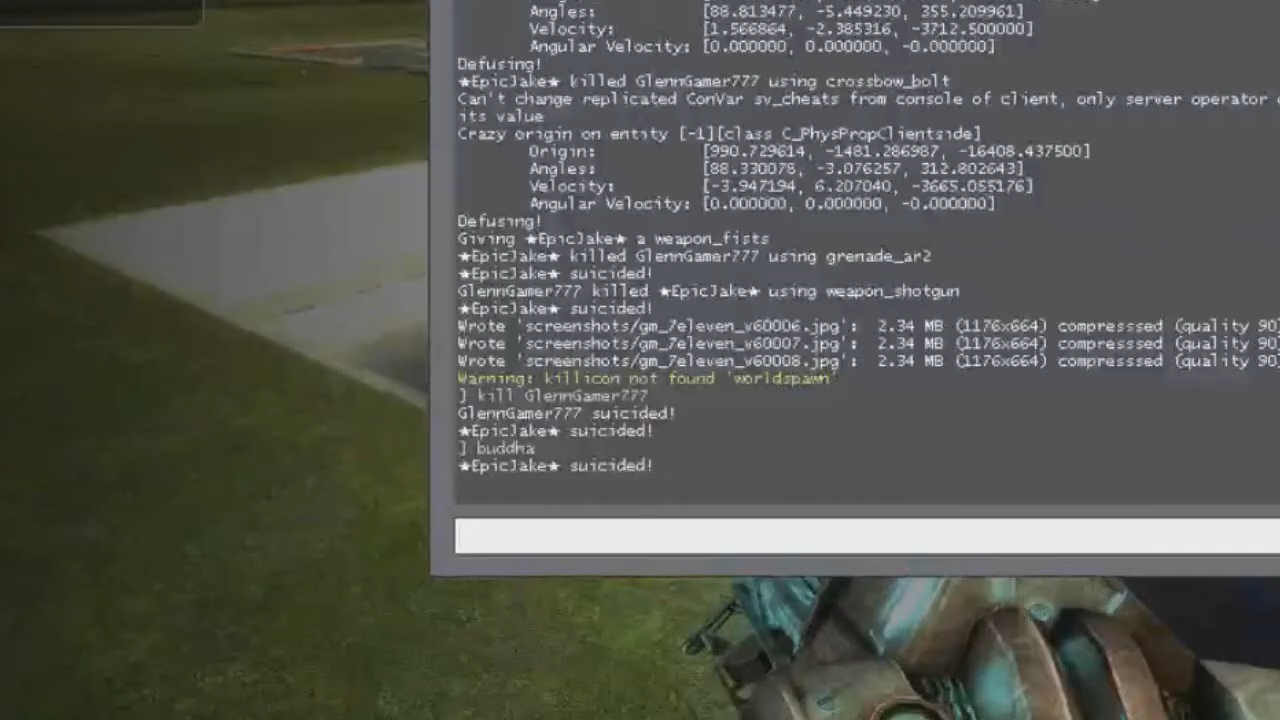 Angles: [88.813477, -5.449230, 355.209961]
Velocity: [1.566864, -2.385316, -3712.500000]
Angular Velocity: [0.000000, 0.000000, -0.000000]
Defusing!
★EpicJake★ killed GlennGamer777 using crossbow_bolt
Can't change replicated ConVar sv_cheats from console of client, only server operator
its value
Crazy origin on entity [-1][class C_PhysPropClientside]
Origin: [990.729614, -1481.286987, -16408.437500]
Angles: [88.330078, -3.076257, 312.802643]
Velocity: [-3.947194, 6.207040, -3665.055176]
Angular Velocity: [0.000000, 0.000000, -0.000000]
Defusing!
Giving ★EpicJake★ a weapon_fists
★EpicJake★ killed GlennGamer777 using grenade_ar2
★EpicJake★ suicided!
GlennGamer777 killed ★EpicJake★ using weapon_shotgun
★EpicJake★ suicided!
Wrote 'screenshots/gm_7eleven_v60006.jpg': 2.34 MB (1176x664) compresssed (quality 90
Wrote 'screenshots/gm_7eleven_v60007.jpg': 2.34 MB (1176x664) compresssed (quality 90
Wrote 'screenshots/gm_7eleven_v60008.jpg': 2.34 MB (1176x664) compresssed (quality 90
Warning: killicon not found 'worldspawn'
] kill GlennGamer777
GlennGamer777 suicided!
★EpicJake★ suicided!
] buddha
★EpicJake★ suicided!